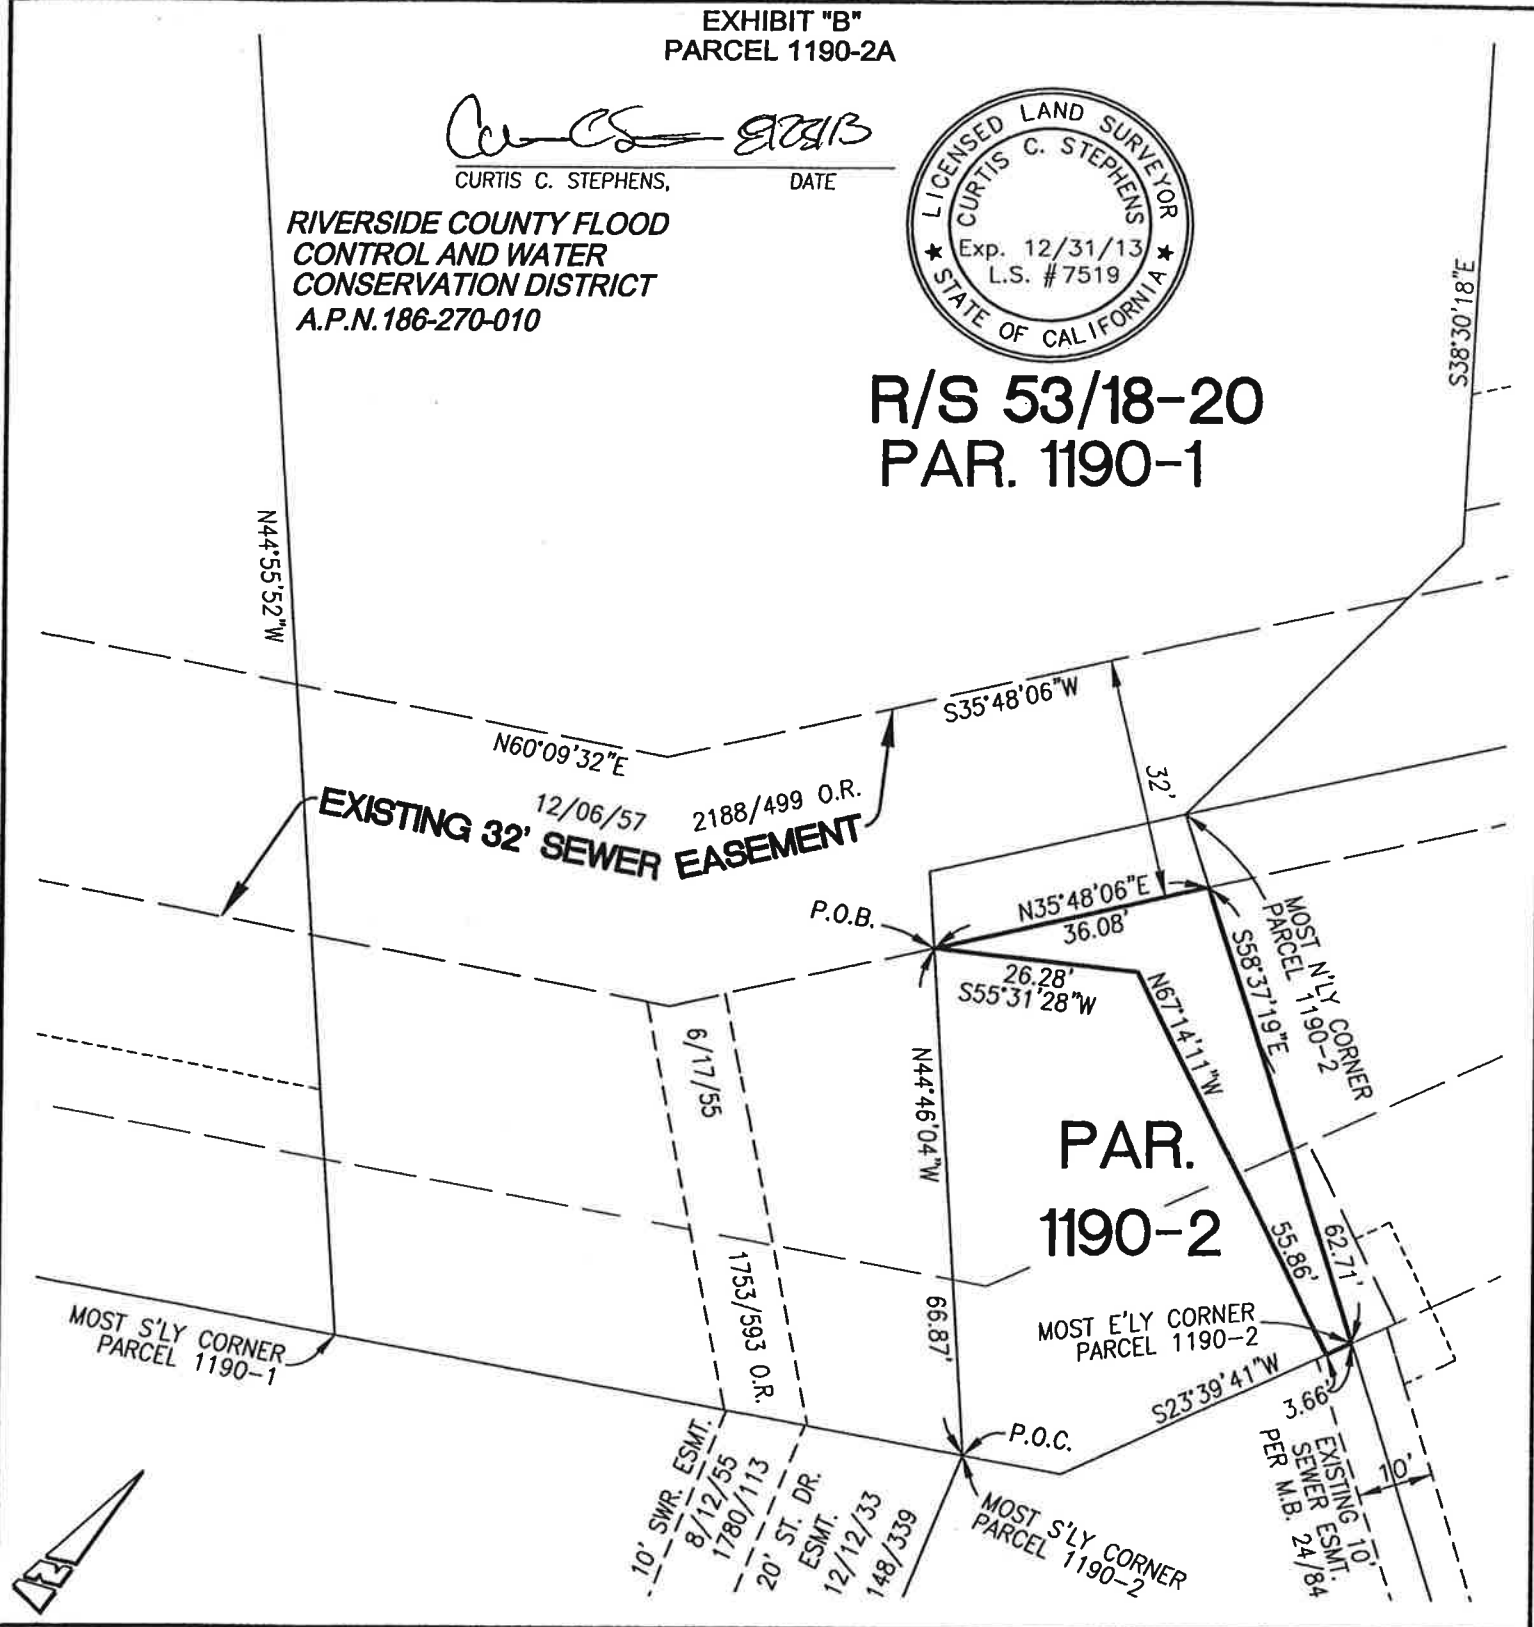 EXHIBIT "B"
PARCEL 1190-2A
CURTIS C. STEPHENS,
DATE
LICENSED LAND SURVEYOR
CURTIS C. STEPHENS
Exp. 12/31/13
L.S. #7519
★ STATE OF CALIFORNIA ★
RIVERSIDE COUNTY FLOOD
CONTROL AND WATER
CONSERVATION DISTRICT
A.P.N. 186-270-010
R/S 53/18-20
PAR. 1190-1
S38°30'18"E
N44°55'52"W
N60°09'32"E
S35°48'06"W
32'
12/06/57
2188/499 O.R.
EXISTING 32' SEWER EASEMENT
P.O.B.
N35°48'06"E
36.08'
26.28'
S55°31'28"W
N67°14'11"W
55.86'
S58°37'19"E
62.71'
MOST N'LY CORNER
PARCEL 1190-2
6/17/55
1753/593 O.R.
N44°46'04"W
66.87'
PAR.
1190-2
MOST E'LY CORNER
PARCEL 1190-2
S23°39'41"W
3.66'
MOST S'LY CORNER
PARCEL 1190-1
P.O.C.
MOST S'LY CORNER
PARCEL 1190-2
10' SWR. ESMT.
8/12/55
1780/113
20' ST. DR.
ESMT.
12/12/33
148/339
EXISTING 10'
SEWER ESMT.
PER M.B. 24/84
10'
N